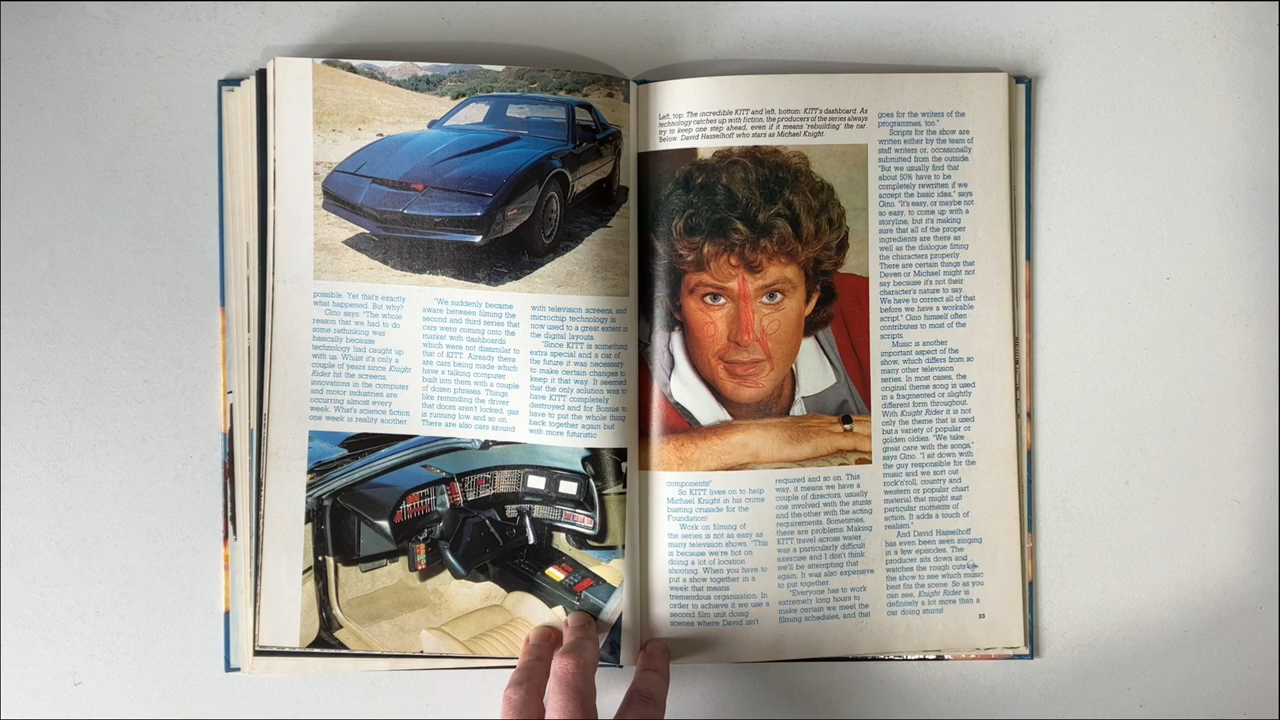 possible. Yet that's exactly
what happened. But why?
Gino says: "The whole
reason that we had to do
some rethinking was
basically because
technology had caught up
with us. Whilst it's only a
couple of years since Knight
Rider hit the screens,
innovations in the computer
and motor industries are
occurring almost every
week. What's science fiction
one week is reality another.
"We suddenly became
aware between filming the
second and third series that
cars were coming onto the
market with dashboards
which were not dissimilar to
that of KITT. Already there
are cars being made which
have a talking computer
built into them with a couple
of dozen phrases. Things
like reminding the driver
that doors aren't locked, gas
is running low and so on.
There are also cars around
with television screens, and
microchip technology is
now used to a great extent in
the digital layouts.
"Since KITT is something
extra special and a car of
the future it was necessary
to make certain changes to
keep it that way. It seemed
that the only solution was to
have KITT completely
destroyed and for Bonnie to
have to put the whole thing
back together again but
with more futuristic
Left, top: The incredible KITT and left, bottom: KITT's dashboard. As
technology catches up with fiction, the producers of the series always
try to keep one step ahead, even if it means 'rebuilding' the car.
Below: David Hasselhoff who stars as Michael Knight.
components!"
So KITT lives on to help
Michael Knight in his crime
busting crusade for the
Foundation!
Work on filming of
the series is not as easy as
many television shows. "This
is because we're hot on
doing a lot of location
shooting. When you have to
put a show together in a
week that means
tremendous organization. In
order to achieve it we use a
second film unit doing
scenes where David isn't
required and so on. This
way, it means we have a
couple of directors, usually
one involved with the stunts
and the other with the acting
requirements. Sometimes,
there are problems. Making
KITT travel across water
was a particularly difficult
exercise and I don't think
we'll be attempting that
again. It was also expensive
to put together.
"Everyone has to work
extremely long hours to
make certain we meet the
filming schedules, and that
goes for the writers of the
programmes, too."
Scripts for the show are
written either by the team of
staff writers or, occasionally
submitted from the outside.
"But we usually find that
about 50% have to be
completely rewritten if we
accept the basic idea," says
Gino. "It's easy, or maybe not
so easy, to come up with a
storyline, but it's making
sure that all of the proper
ingredients are there as
well as the dialogue fitting
the characters properly.
There are certain things that
Deven or Michael might not
say because it's not their
character's nature to say.
We have to correct all of that
before we have a workable
script." Gino himself often
contributes to most of the
scripts.
Music is another
important aspect of the
show, which differs from so
many other television
series. In most cases, the
original theme song is used
in a fragmented or slightly
different form throughout.
With Knight Rider it is not
only the theme that is used
but a variety of popular or
golden oldies. "We take
great care with the songs,"
says Gino. "I sit down with
the guy responsible for the
music and we sort out
rock'n'roll, country and
western or popular chart
material that might suit
particular moments of
action. It adds a touch of
realism."
And David Hasselhoff
has even been seen singing
in a few episodes. The
producer sits down and
watches the rough cuts of
the show to see which music
best fits the scene. So as you
can see, Knight Rider is
definitely a lot more than a
car doing stunts!
33